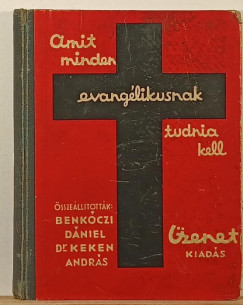 Amit
minden
evangélikusnak
tudnia
kell
ÖSSZEÁLLÍTOTTÁK:
BENKÓCZI
DÁNIEL
DR KEKEN
ANDRÁS
Üzenet
KIADÁS